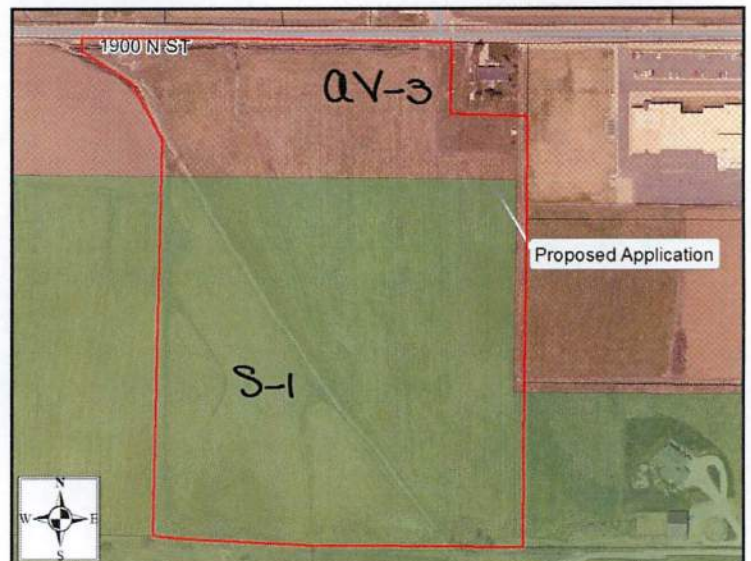 1900 N ST
AV-3
Proposed Application
S-1
N
W E
S